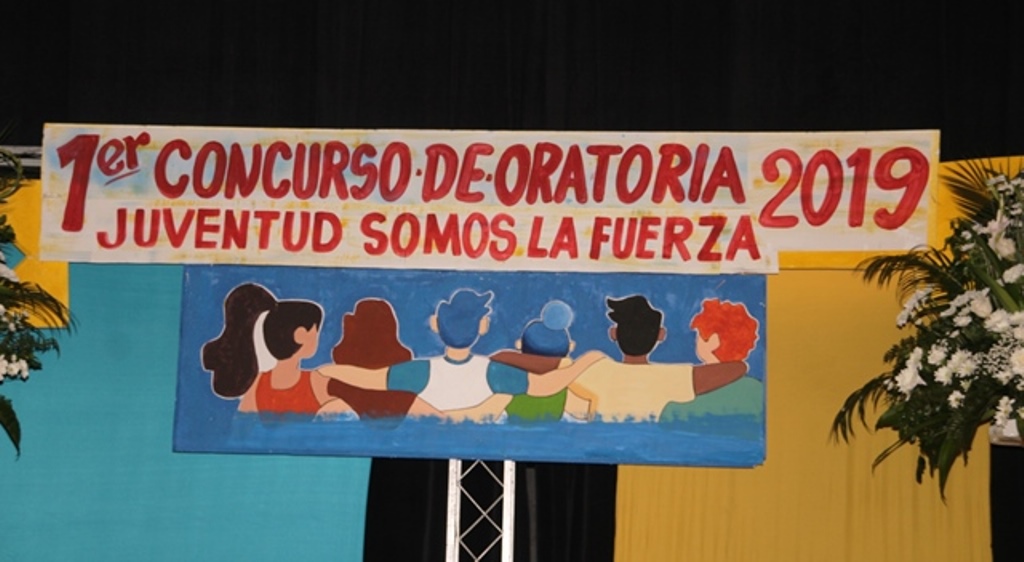 1er CONCURSO·DE·ORATORIA 2019
JUVENTUD SOMOS LA FUERZA